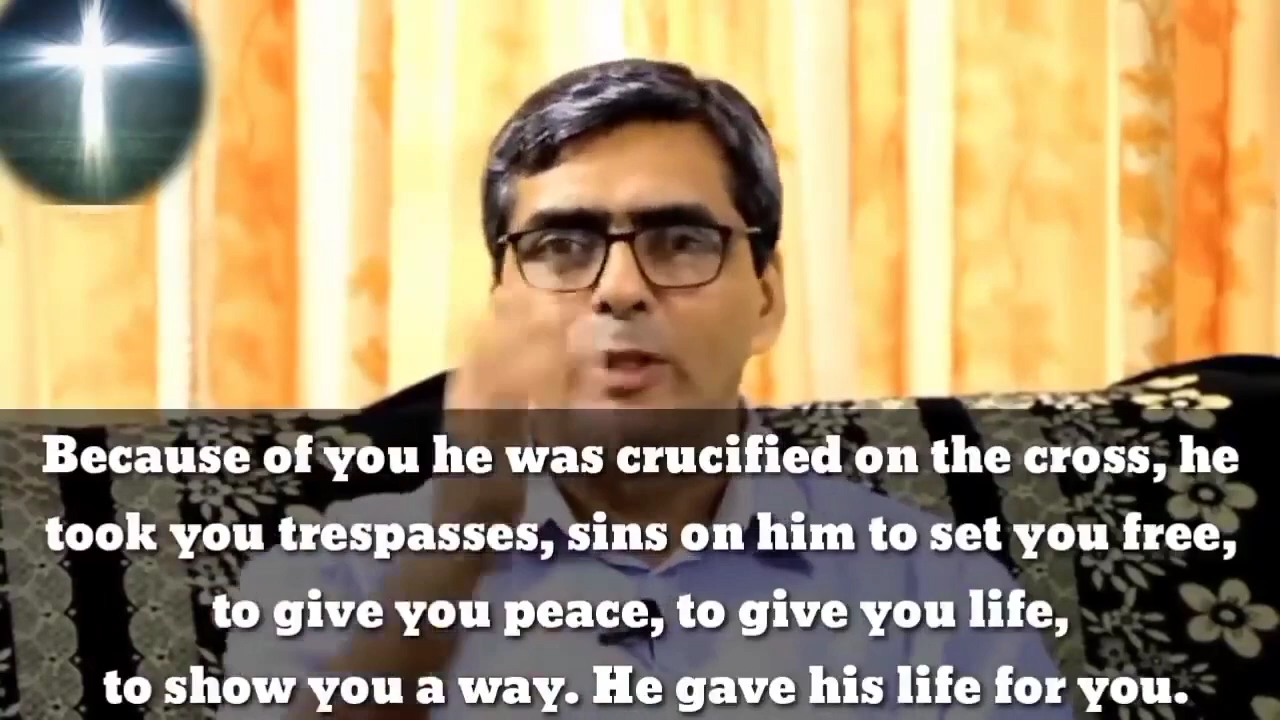 Because of you he was crucified on the cross, he
took you trespasses, sins on him to set you free,
to give you peace, to give you life,
to show you a way. He gave his life for you.